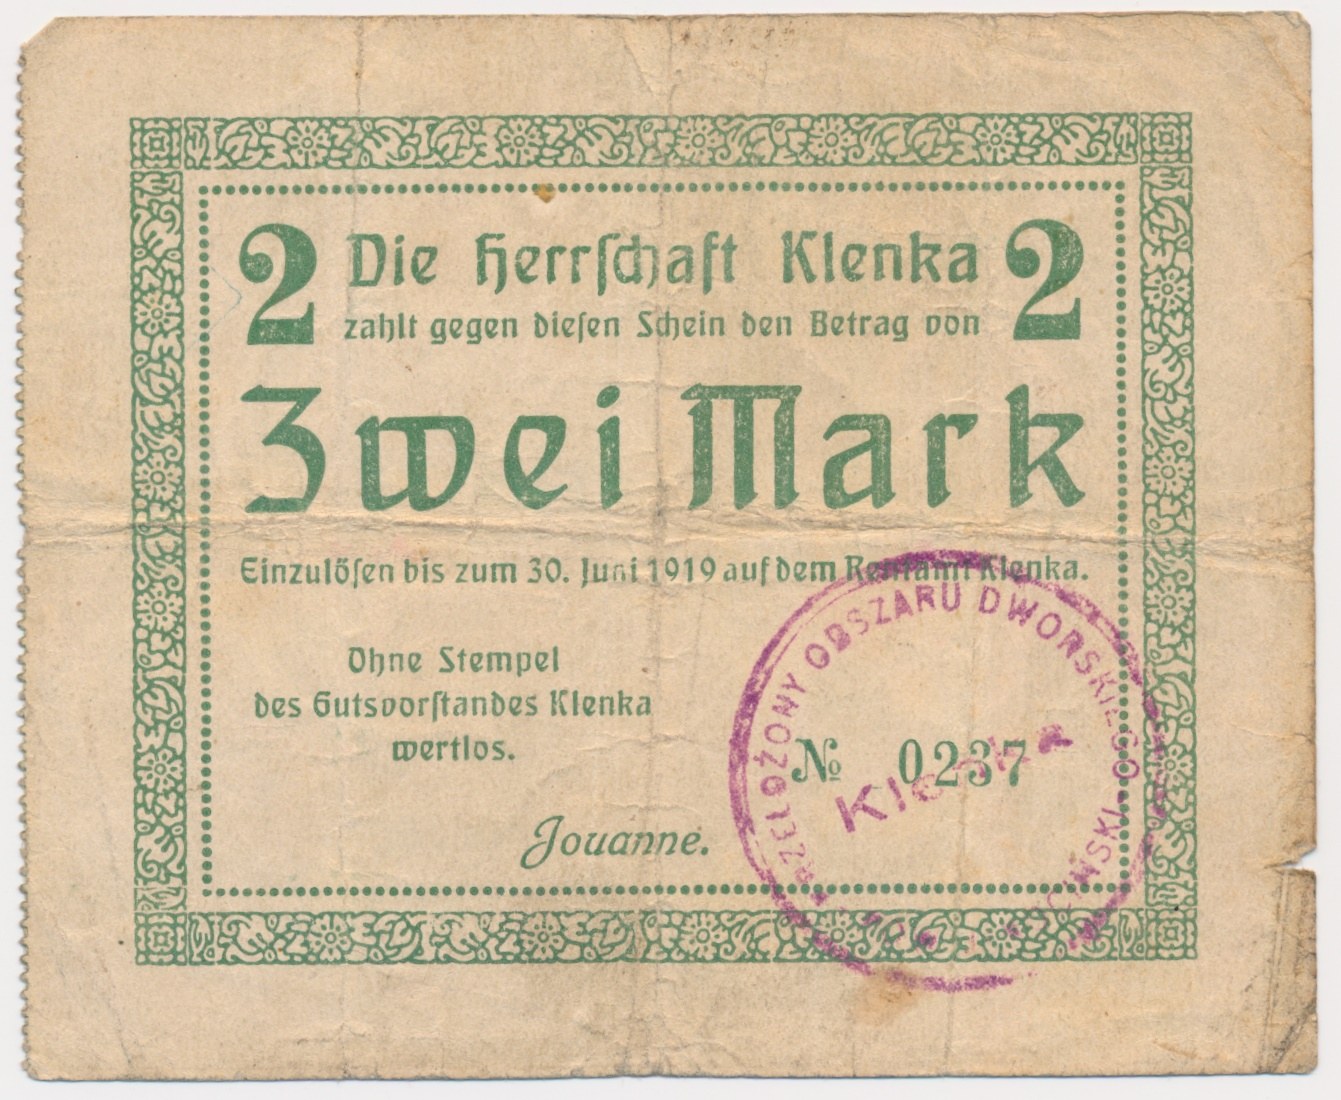 2 Die Herrschaft Klenka 2
zahlt gegen diesen Schein den Betrag von
Zwei Mark
Einzulösen bis zum 30. Juni 1919 auf dem Rentamt Klenka.
Ohne Stempel
des Gutsvorstandes Klenka
wertlos.
Jouanne.
№ 0237
OBSZARU DWORSKIEGO
Klenka